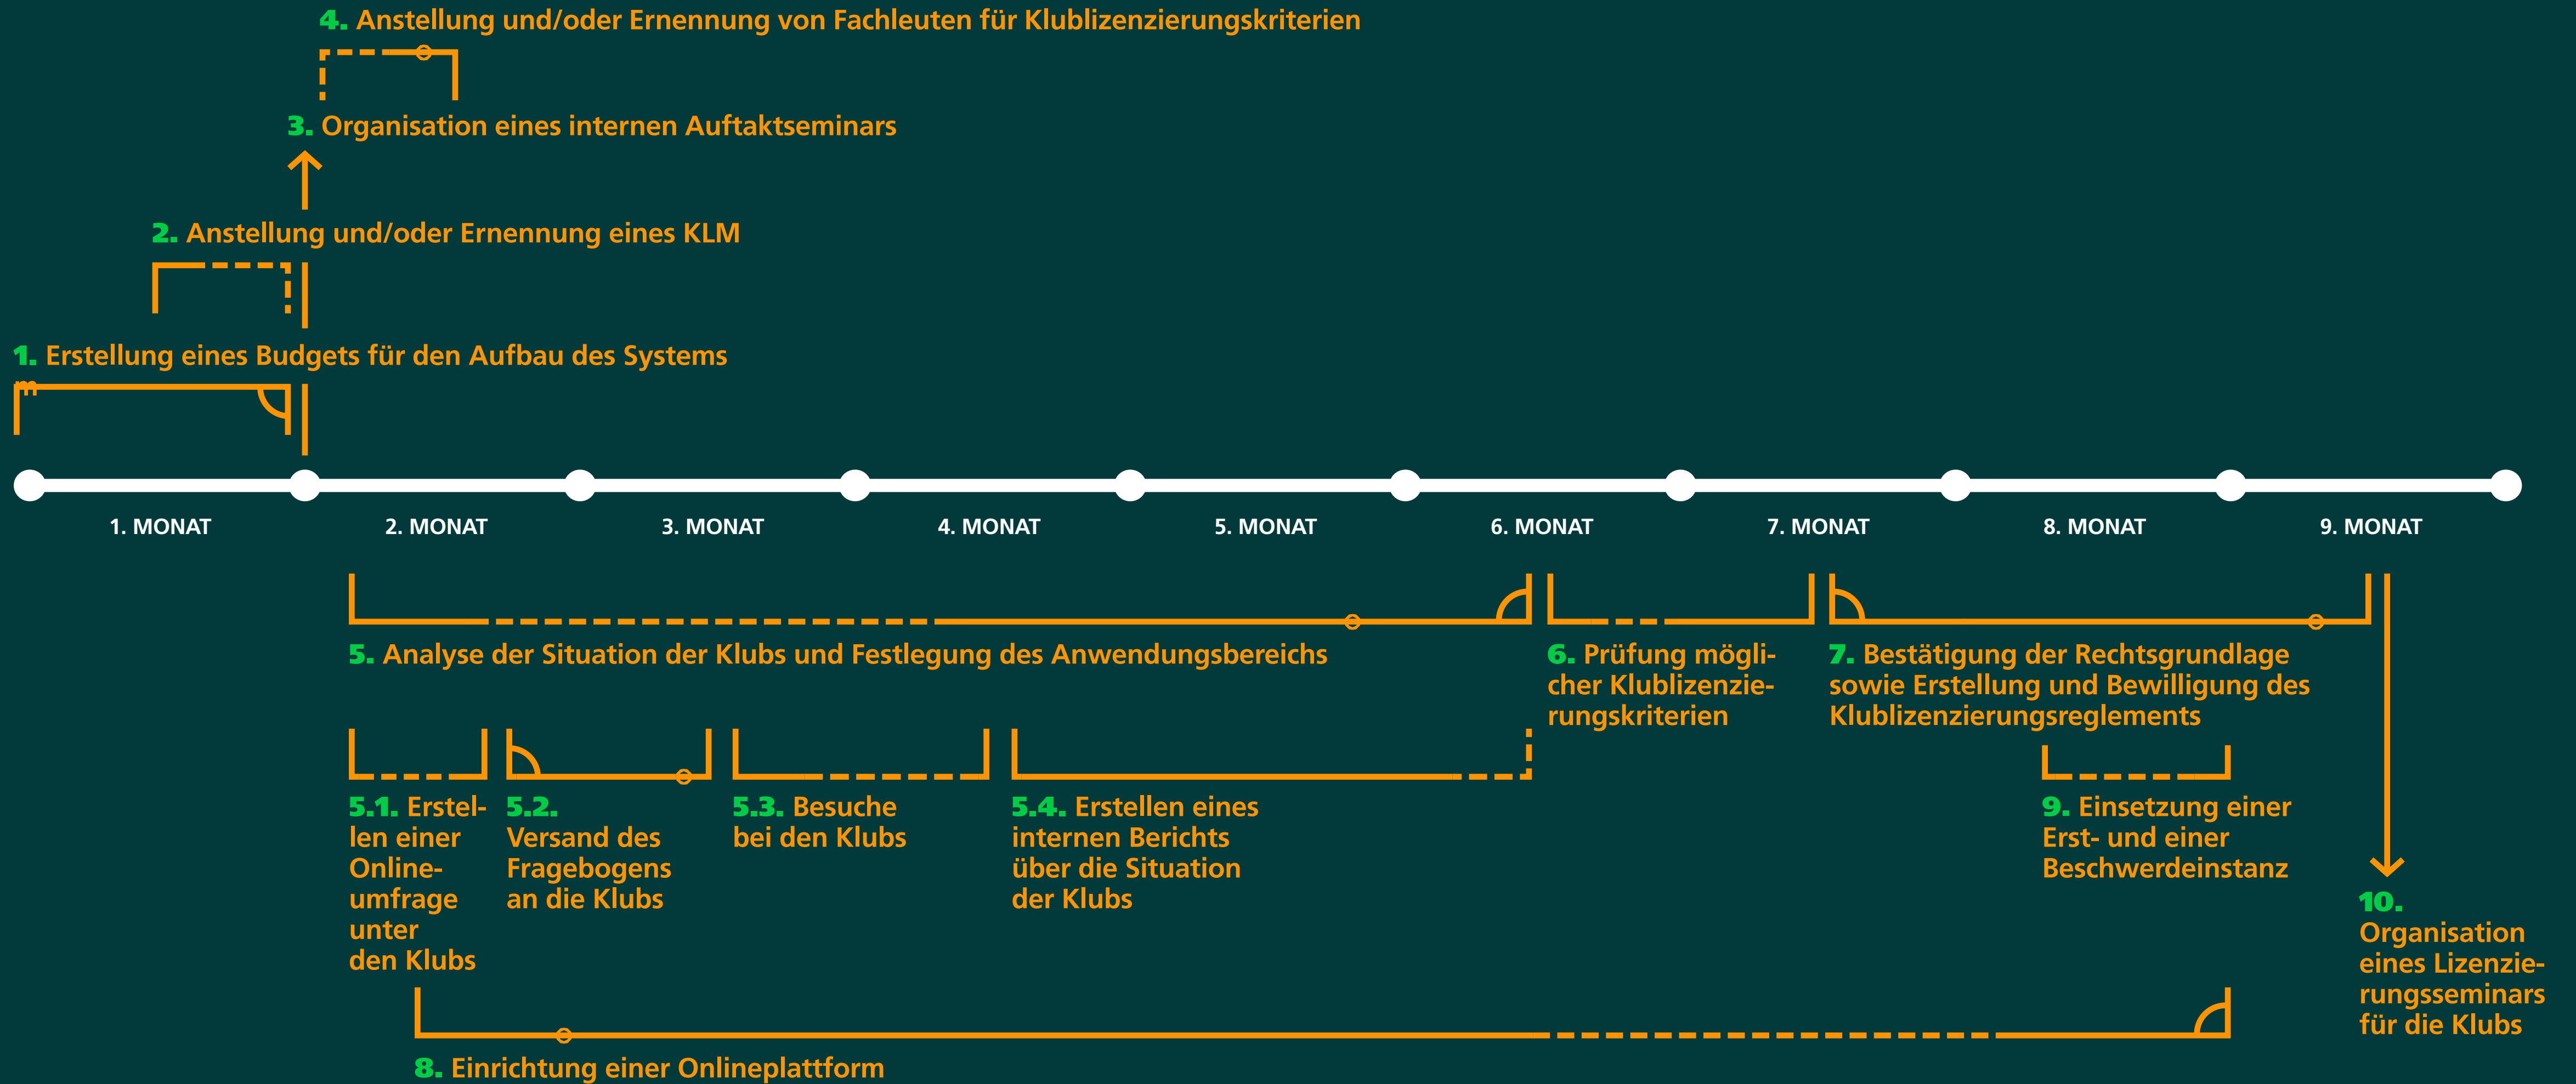 4. Anstellung und/oder Ernennung von Fachleuten für Klublizenzierungskriterien
3. Organisation eines internen Auftaktseminars
2. Anstellung und/oder Ernennung eines KLM
1. Erstellung eines Budgets für den Aufbau des Systems
m
1. MONAT
2. MONAT
3. MONAT
4. MONAT
5. MONAT
6. MONAT
7. MONAT
8. MONAT
9. MONAT
5. Analyse der Situation der Klubs und Festlegung des Anwendungsbereichs
6. Prüfung mögli-
cher Klublizenzie-
rungskriterien
7. Bestätigung der Rechtsgrundlage
sowie Erstellung und Bewilligung des
Klublizenzierungsreglements
5.1. Erstel-
len einer
Online-
umfrage
unter
den Klubs
5.2.
Versand des
Fragebogens
an die Klubs
5.3. Besuche
bei den Klubs
5.4. Erstellen eines
internen Berichts
über die Situation
der Klubs
9. Einsetzung einer
Erst- und einer
Beschwerdeinstanz
10.
Organisation
eines Lizenzie-
rungsseminars
für die Klubs
8. Einrichtung einer Onlineplattform